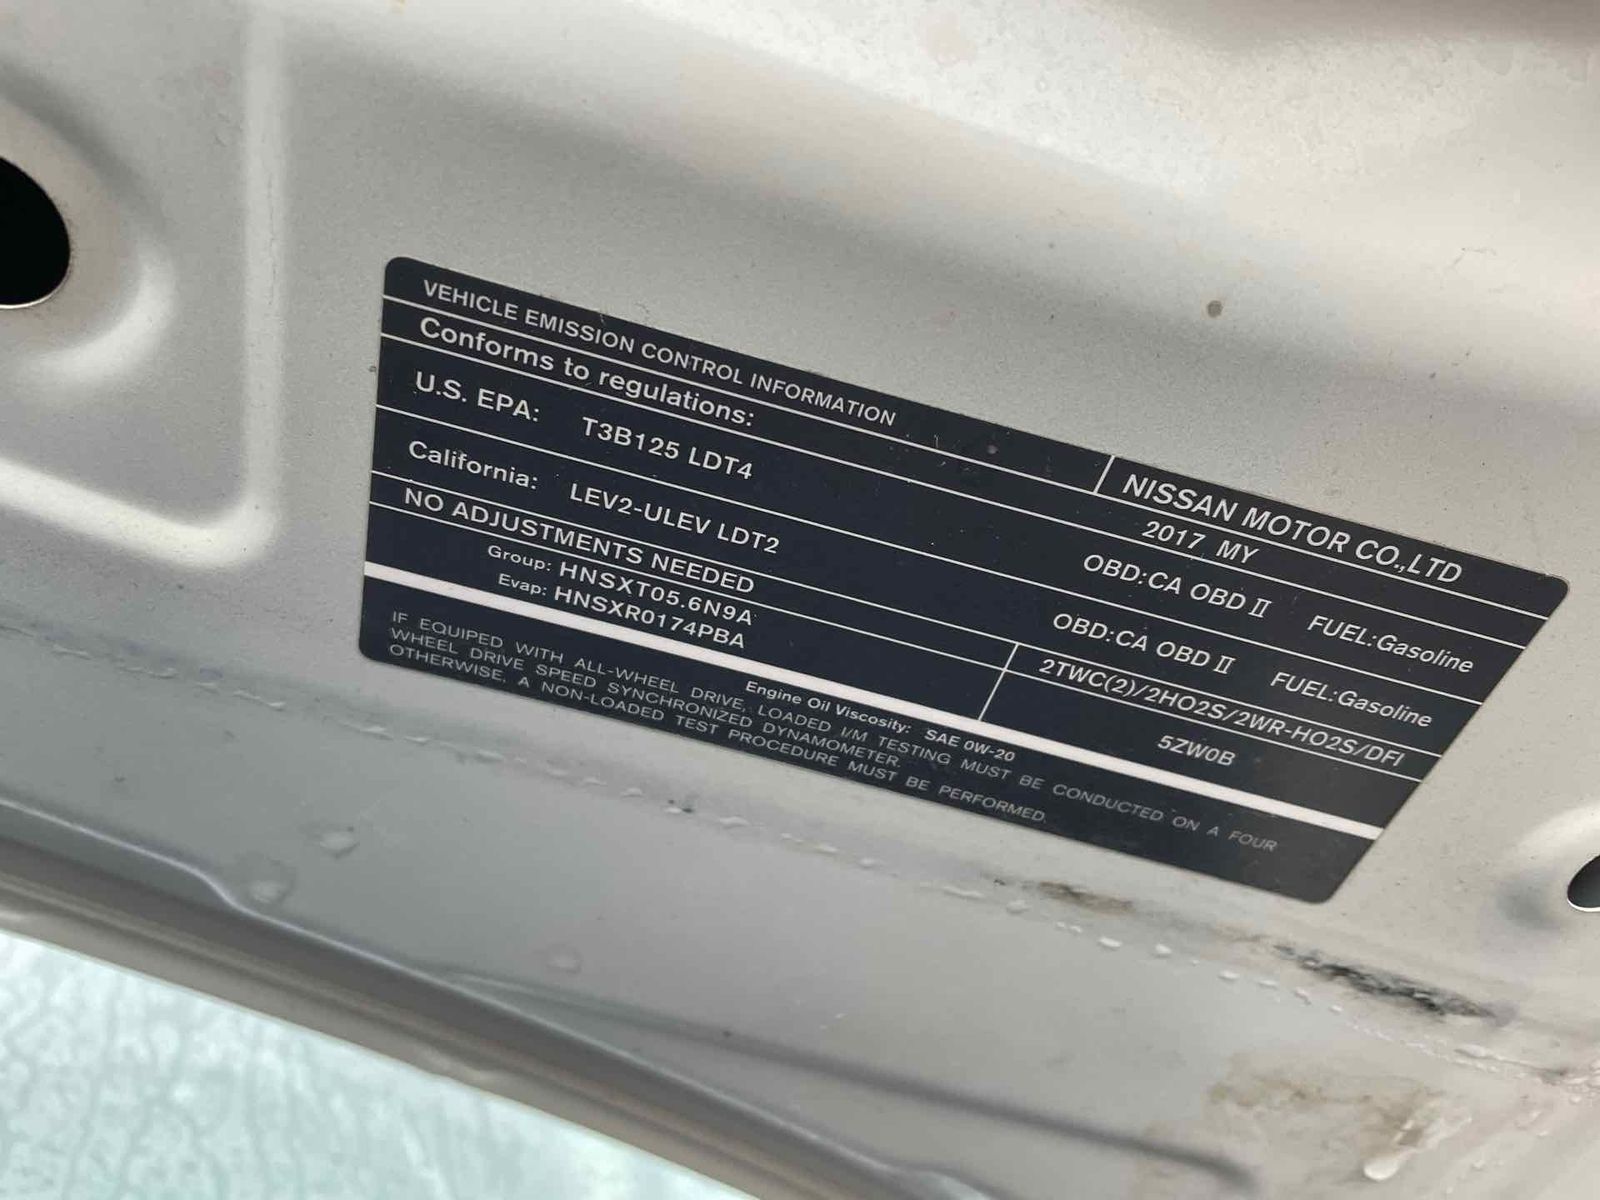 VEHICLE EMISSION CONTROL INFORMATION
NISSAN MOTOR CO.,LTD
Conforms to regulations:
2017 MY
U.S. EPA: T3B125 LDT4 OBD:CA OBD II FUEL:Gasoline
California: LEV2-ULEV LDT2 OBD:CA OBD II FUEL:Gasoline
NO ADJUSTMENTS NEEDED
2TWC(2)/2HO2S/2WR-HO2S/DFI
Group: HNSXT05.6N9A
Evap: HNSXR0174PBA
5ZW0B
Engine Oil Viscosity: SAE 0W-20
IF EQUIPED WITH ALL-WHEEL DRIVE, LOADED I/M TESTING MUST BE CONDUCTED ON A FOUR
WHEEL DRIVE SPEED SYNCHRONIZED DYNAMOMETER.
OTHERWISE, A NON-LOADED TEST PROCEDURE MUST BE PERFORMED.